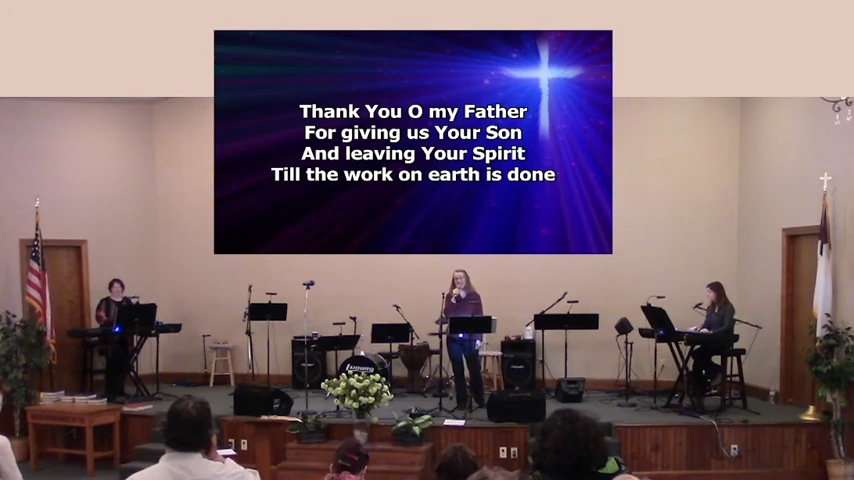 Thank You O my Father
For giving us Your Son
And leaving Your Spirit
Till the work on earth is done
Ludwig